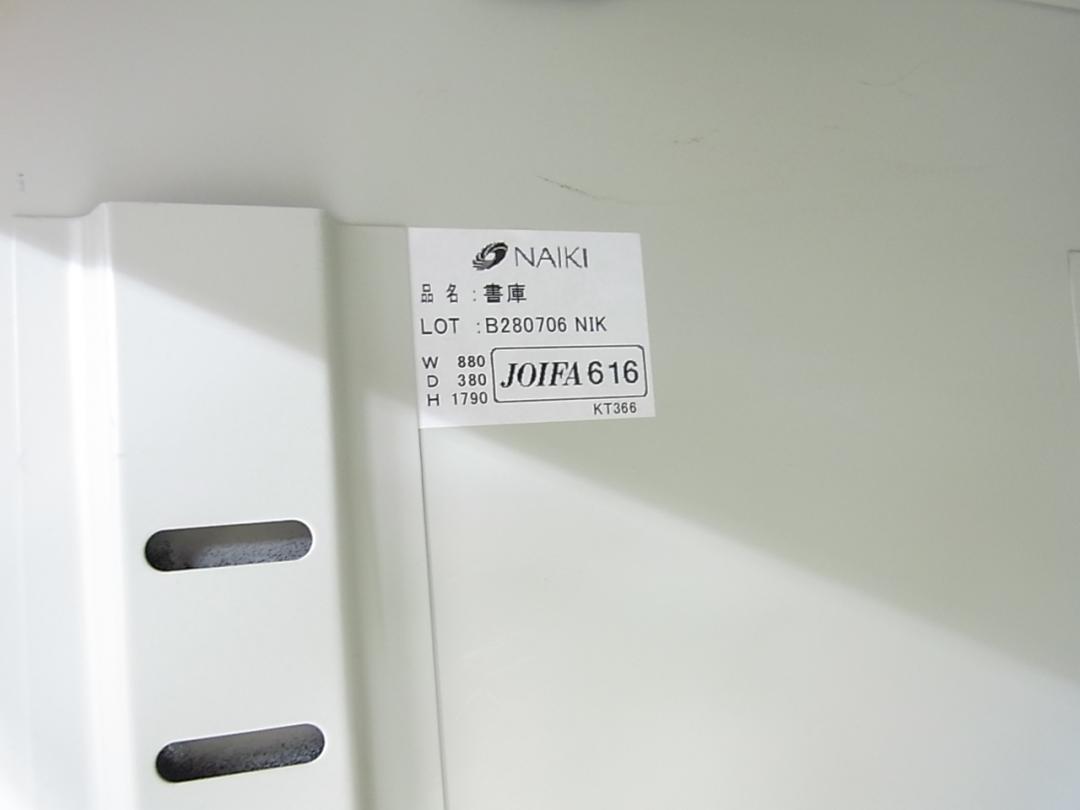 NAIKI
品 名 : 書庫
LOT : B280706 NIK
W 880
D 380
H 1790
JOIFA 616
KT366